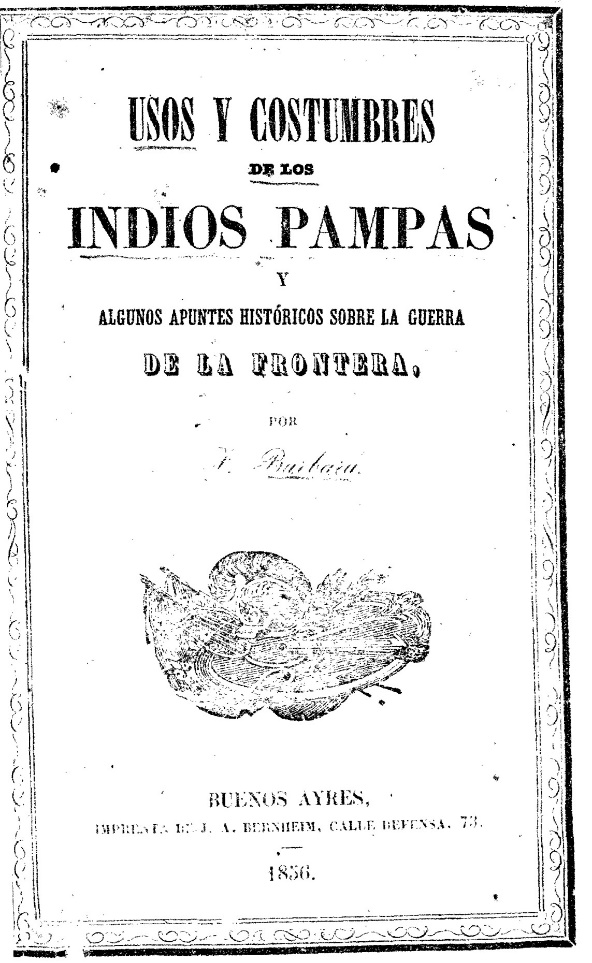 USOS Y COSTUMBRES
DE LOS
INDIOS PAMPAS
Y
ALGUNOS APUNTES HISTÓRICOS SOBRE LA GUERRA
DE LA FRONTERA,
POR
F. Barbara.
BUENOS AYRES,
IMPRENTA DE J. A. BERNHEIM, CALLE DEFENSA, 73.
1856.